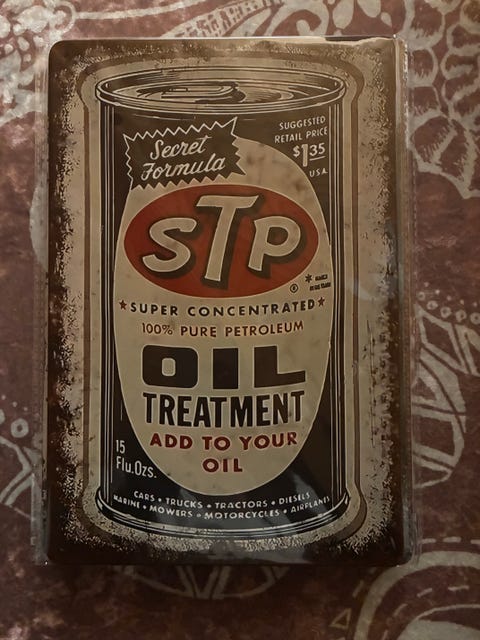 Secret
Formula
SUGGESTED
RETAIL PRICE
$1.35
USA
STP
®
★SUPER CONCENTRATED★
100% PURE PETROLEUM
OIL
TREATMENT
ADD TO YOUR
OIL
15
Flu.Ozs.
CARS • TRUCKS • TRACTORS • DIESELS
MARINE • MOWERS • MOTORCYCLES • AIRPLANES